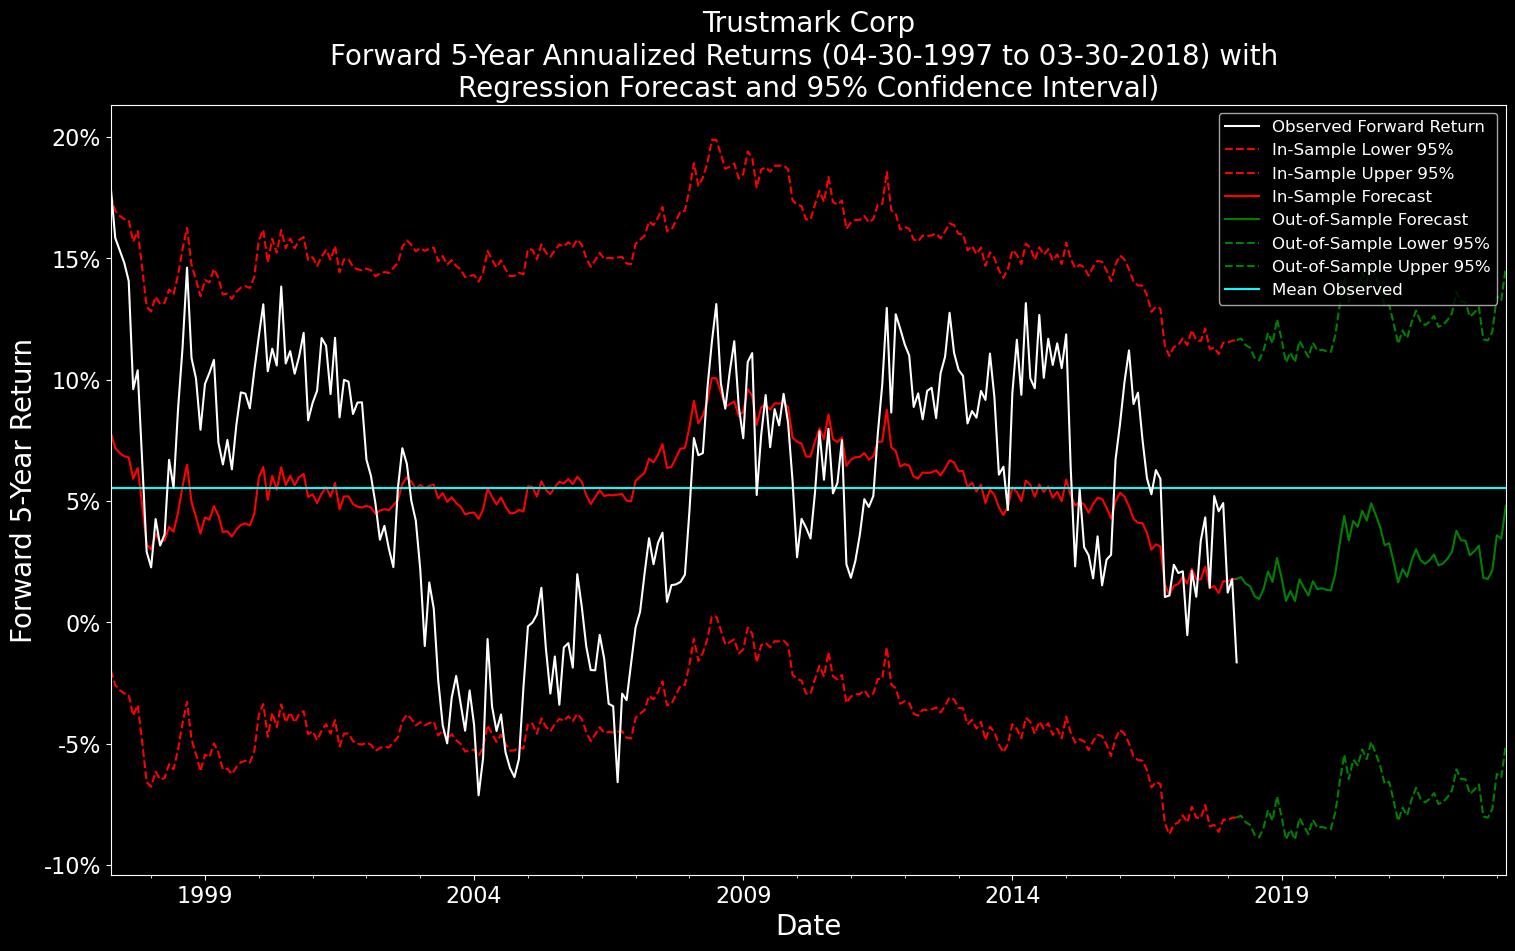 Trustmark Corp
Forward 5-Year Annualized Returns (04-30-1997 to 03-30-2018) with
Regression Forecast and 95% Confidence Interval)
Forward 5-Year Return
20%
15%
10%
5%
0%
-5%
-10%
Observed Forward Return
In-Sample Lower 95%
In-Sample Upper 95%
In-Sample Forecast
Out-of-Sample Forecast
Out-of-Sample Lower 95%
Out-of-Sample Upper 95%
Mean Observed
1999 2004 2009 2014 2019
Date